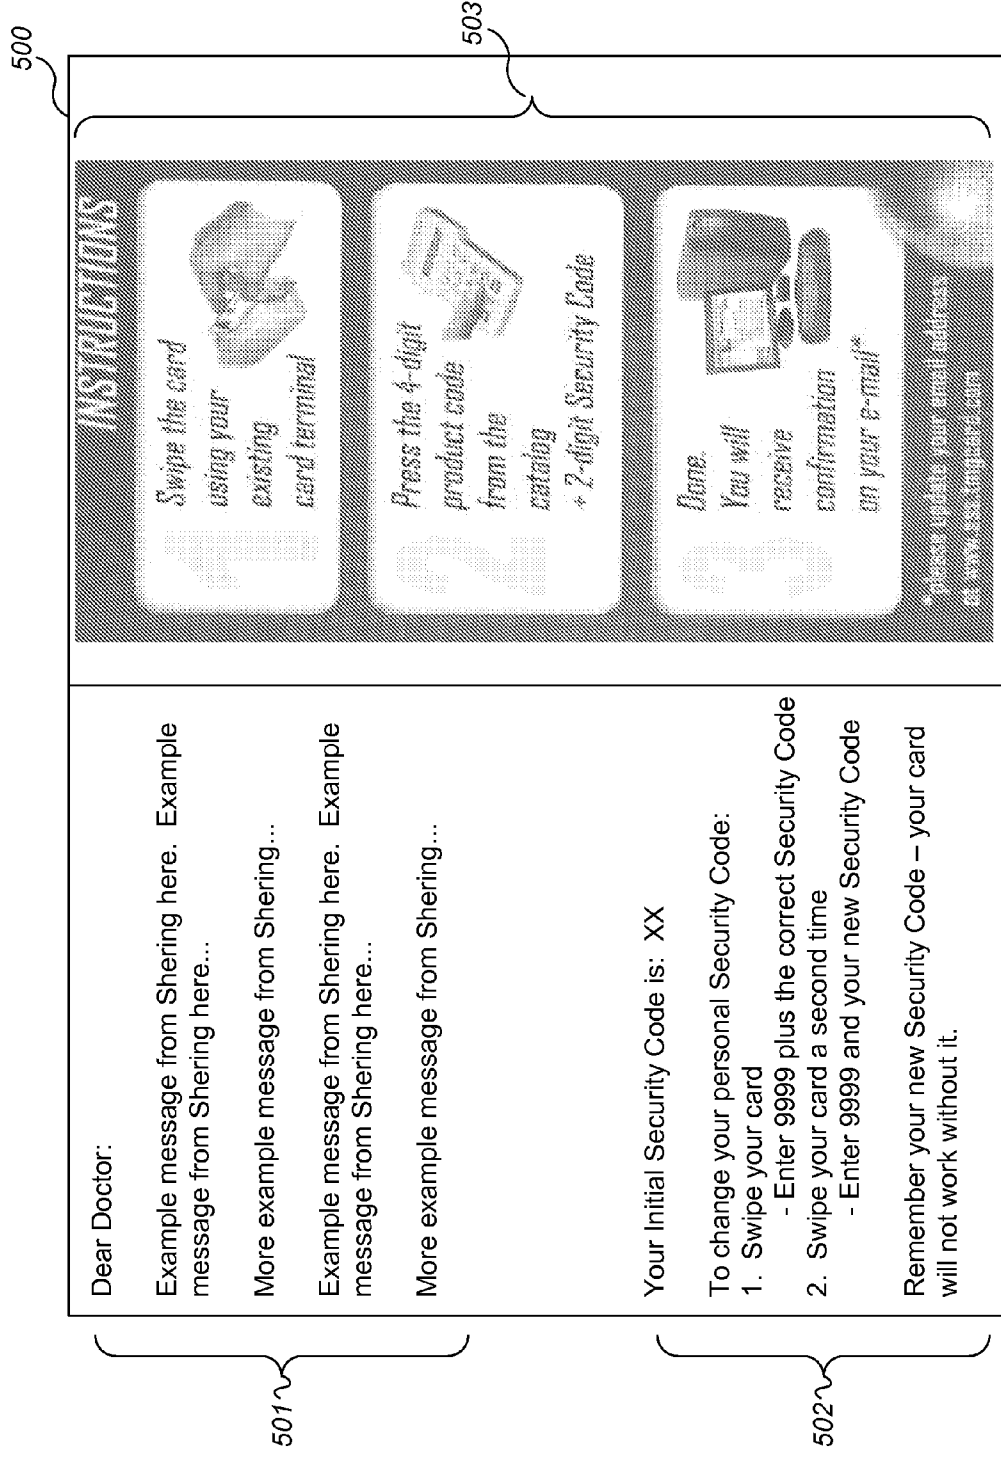 500
503
501
502
Dear Doctor:
Example message from Shering here. Example
message from Shering here...
More example message from Shering...
Example message from Shering here. Example
message from Shering here...
More example message from Shering...
Your Initial Security Code is: XX
To change your personal Security Code:
1. Swipe your card
- Enter 9999 plus the correct Security Code
2. Swipe your card a second time
- Enter 9999 and your new Security Code
Remember your new Security Code – your card
will not work without it.
INSTRUCTIONS
1
Swipe the card
using your
existing
card terminal
2
Press the 4-digit
product code
from the
catalog
+ 2-digit Security Code
3
Done.
You will
receive
confirmation
on your e-mail*
*please update your email address
at